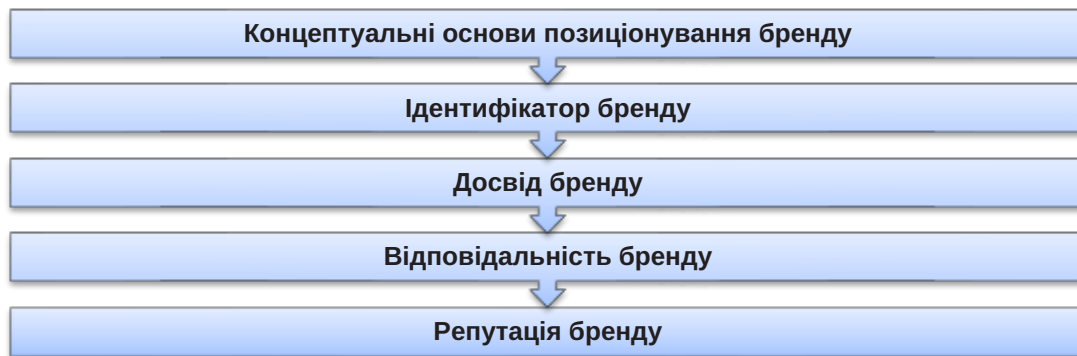 Концептуальні основи позиціонування бренду
Ідентифікатор бренду
Досвід бренду
Відповідальність бренду
Репутація бренду